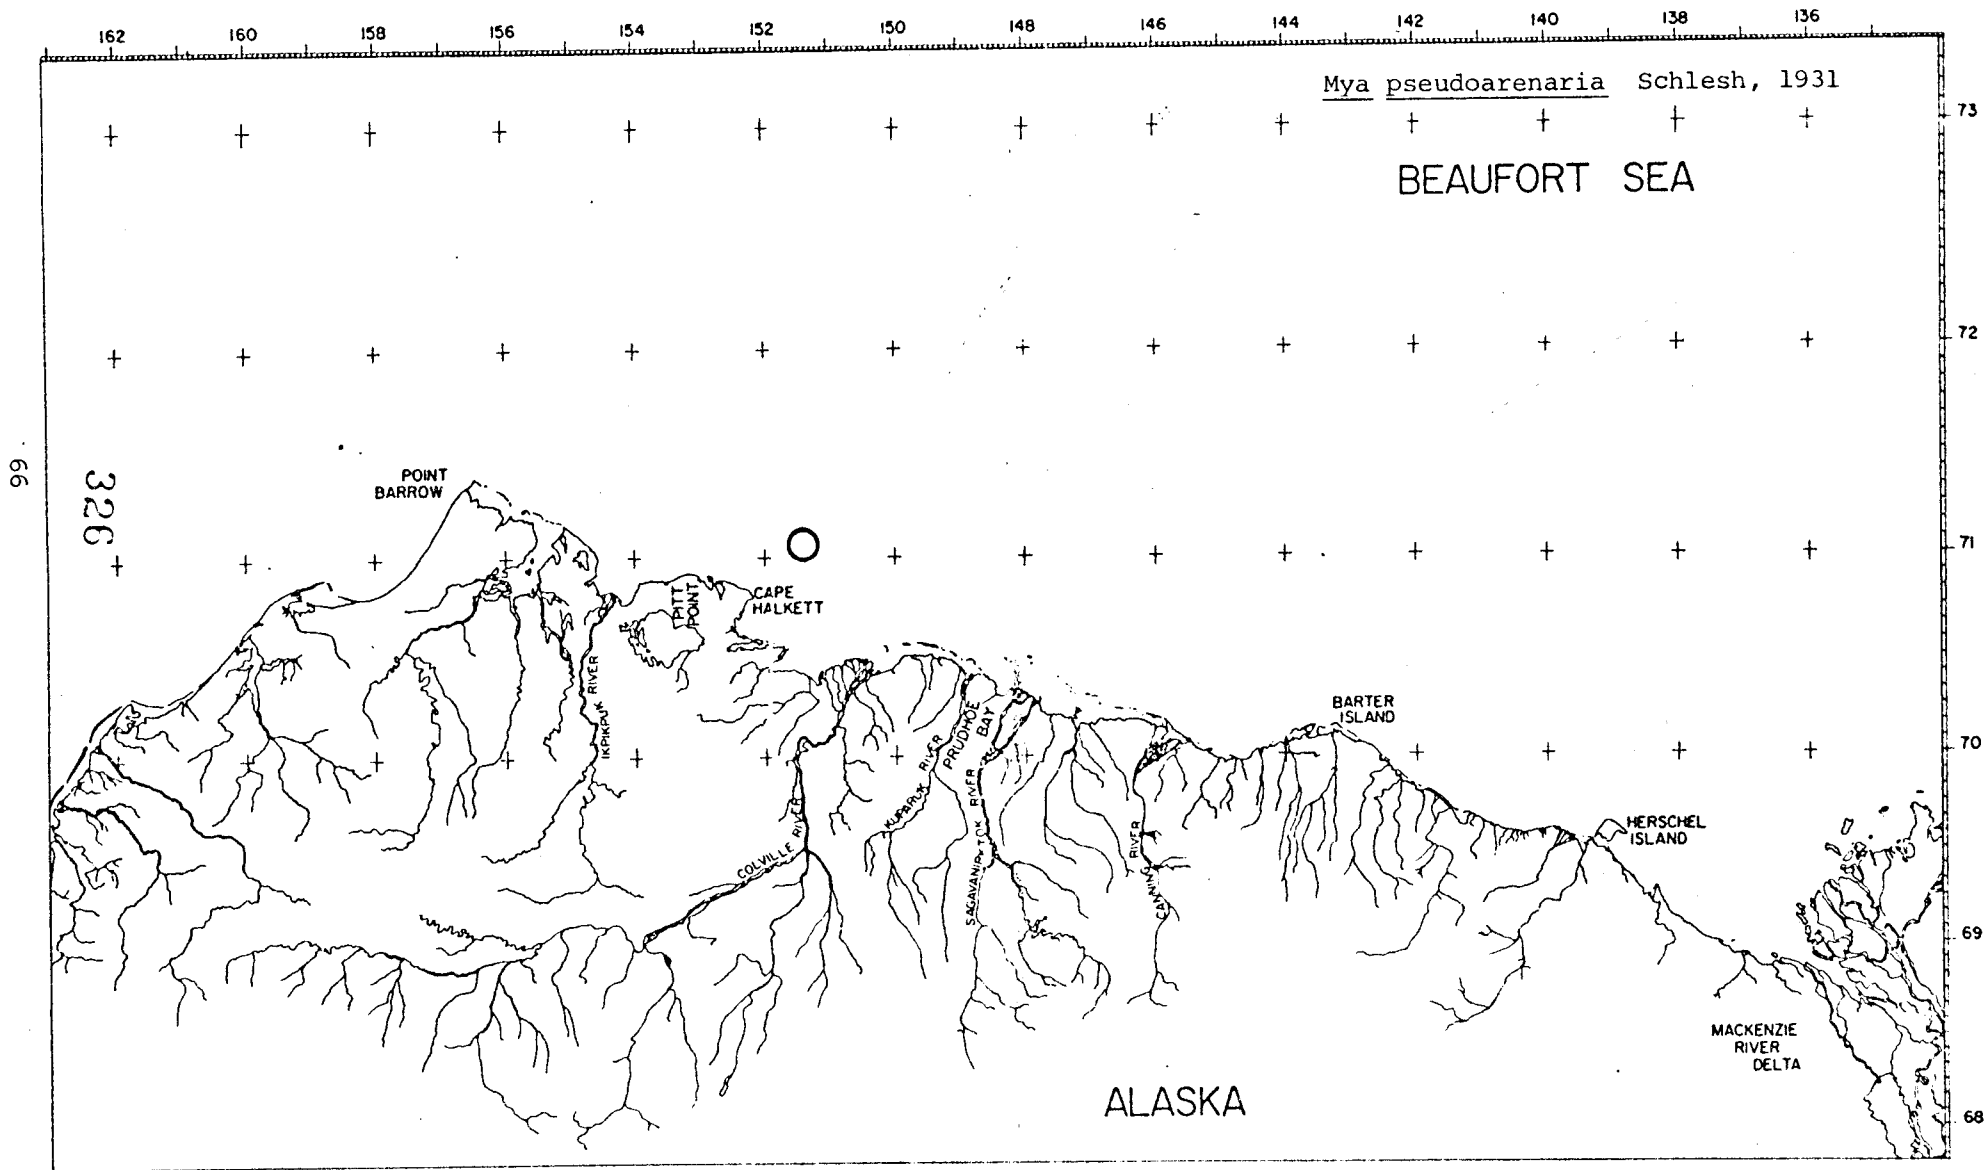 162 160 158 156 154 152 150 148 146 144 142 140 138 136
Mya pseudoarenaria Schlesh, 1931
73
BEAUFORT SEA
72
POINT
BARROW
66
326
71
PITT
POINT
CAPE
HALKETT
IKPIKPUK RIVER
BARTER
ISLAND
PRUDHOE
BAY
70
KUPARUK RIVER
COLVILLE RIVER
SAGAVANIRKTOK RIVER
CANNING RIVER
HERSCHEL
ISLAND
69
MACKENZIE
RIVER
DELTA
ALASKA
68